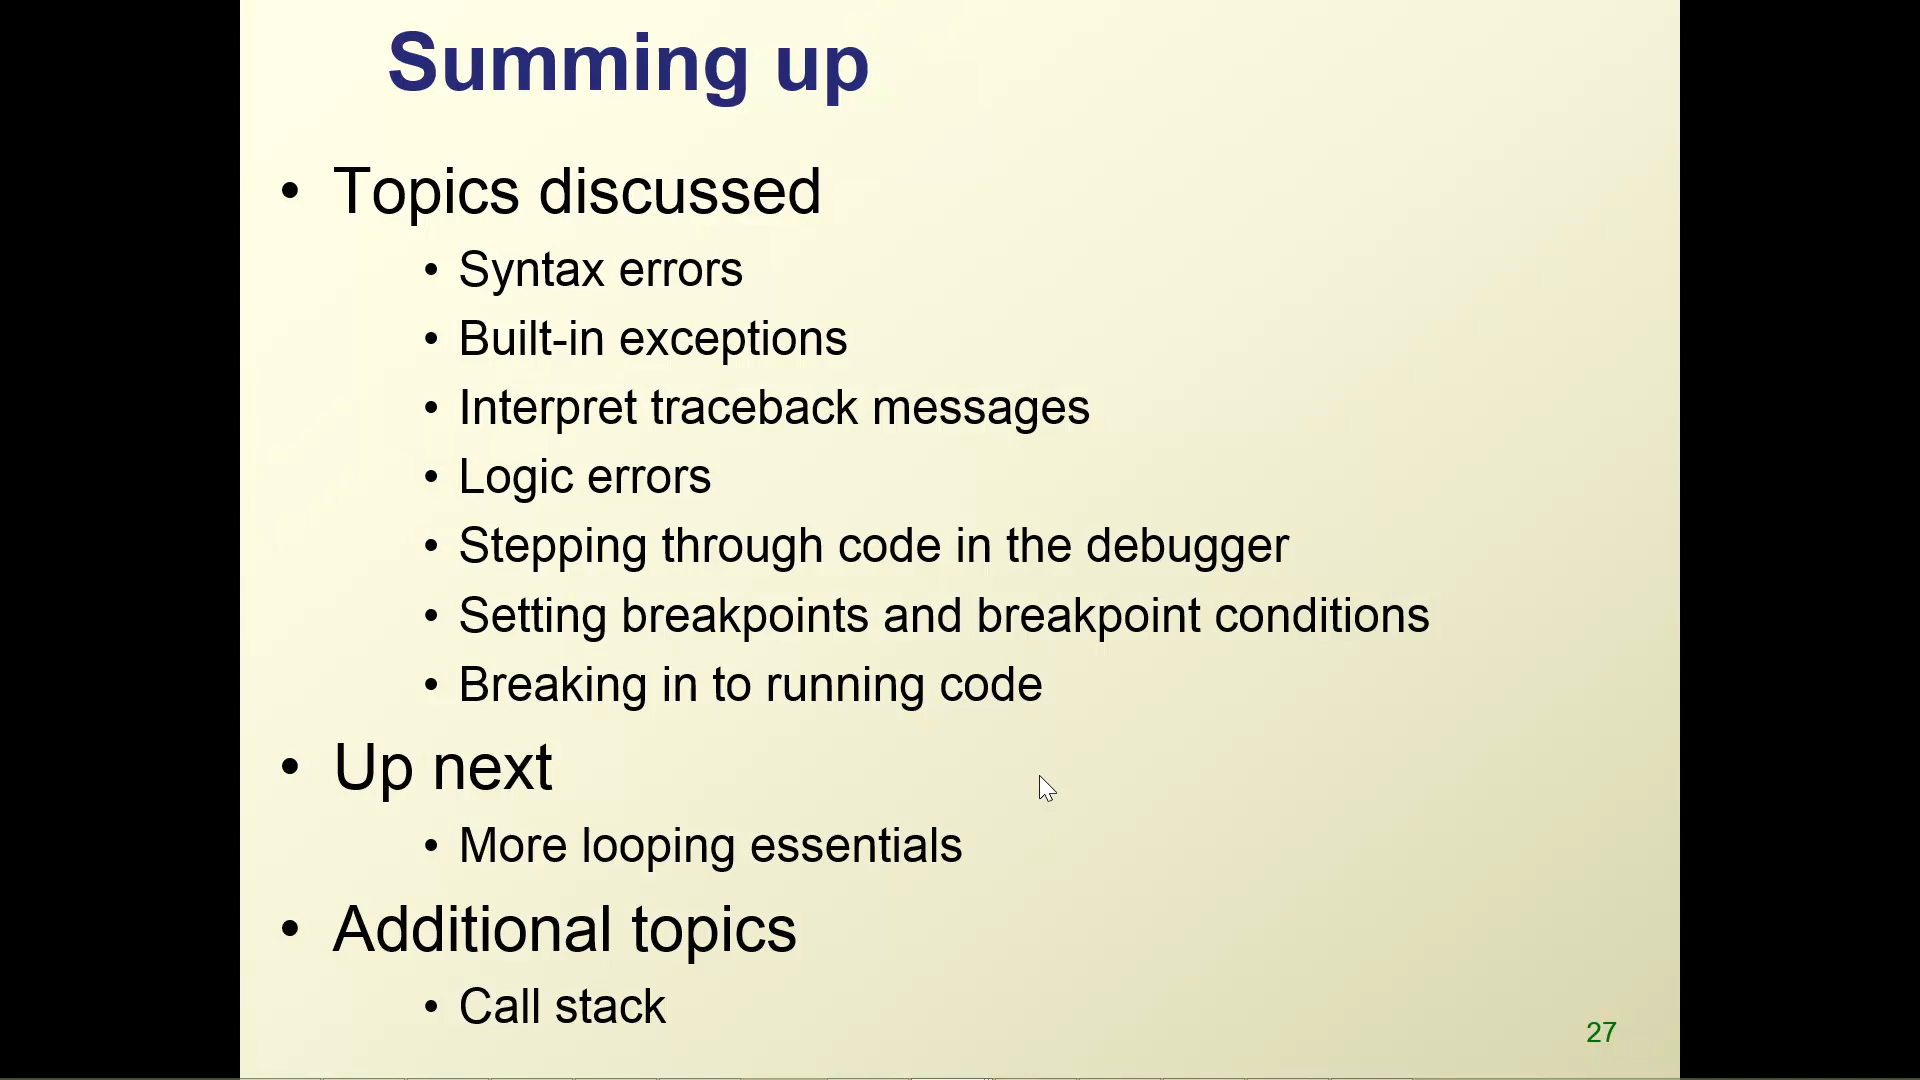 Summing up
• Topics discussed
• Syntax errors
• Built-in exceptions
• Interpret traceback messages
• Logic errors
• Stepping through code in the debugger
• Setting breakpoints and breakpoint conditions
• Breaking in to running code
• Up next
• More looping essentials
• Additional topics
• Call stack
27